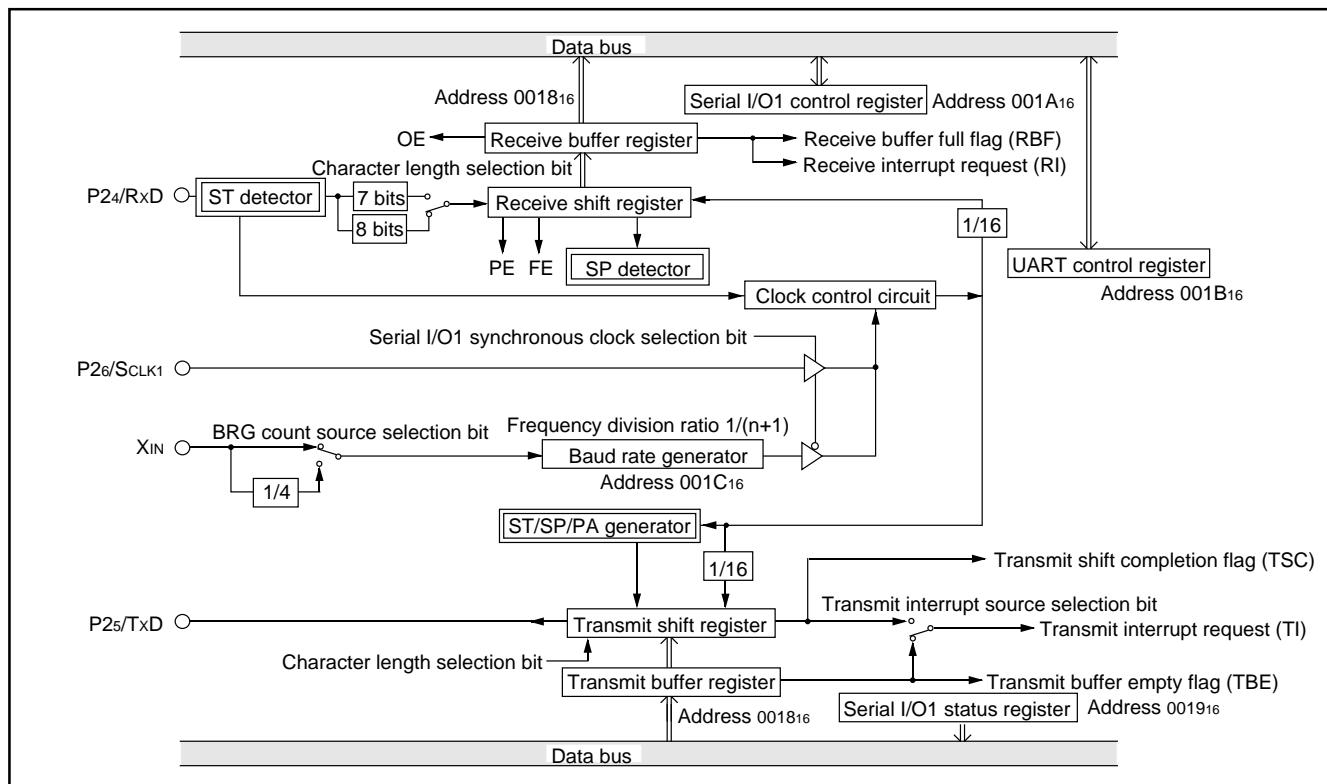 Data bus
Address 001816
Serial I/O1 control register
Address 001A16
OE
Receive buffer register
Receive buffer full flag (RBF)
Character length selection bit
Receive interrupt request (RI)
P24/RXD
ST detector
7 bits
Receive shift register
8 bits
1/16
PE
FE
SP detector
UART control register
Address 001B16
Clock control circuit
Serial I/O1 synchronous clock selection bit
P26/SCLK1
XIN
BRG count source selection bit
Frequency division ratio 1/(n+1)
Baud rate generator
Address 001C16
1/4
ST/SP/PA generator
1/16
Transmit shift completion flag (TSC)
Transmit interrupt source selection bit
P25/TXD
Transmit shift register
Transmit interrupt request (TI)
Character length selection bit
Transmit buffer register
Transmit buffer empty flag (TBE)
Address 001816
Serial I/O1 status register
Address 001916
Data bus